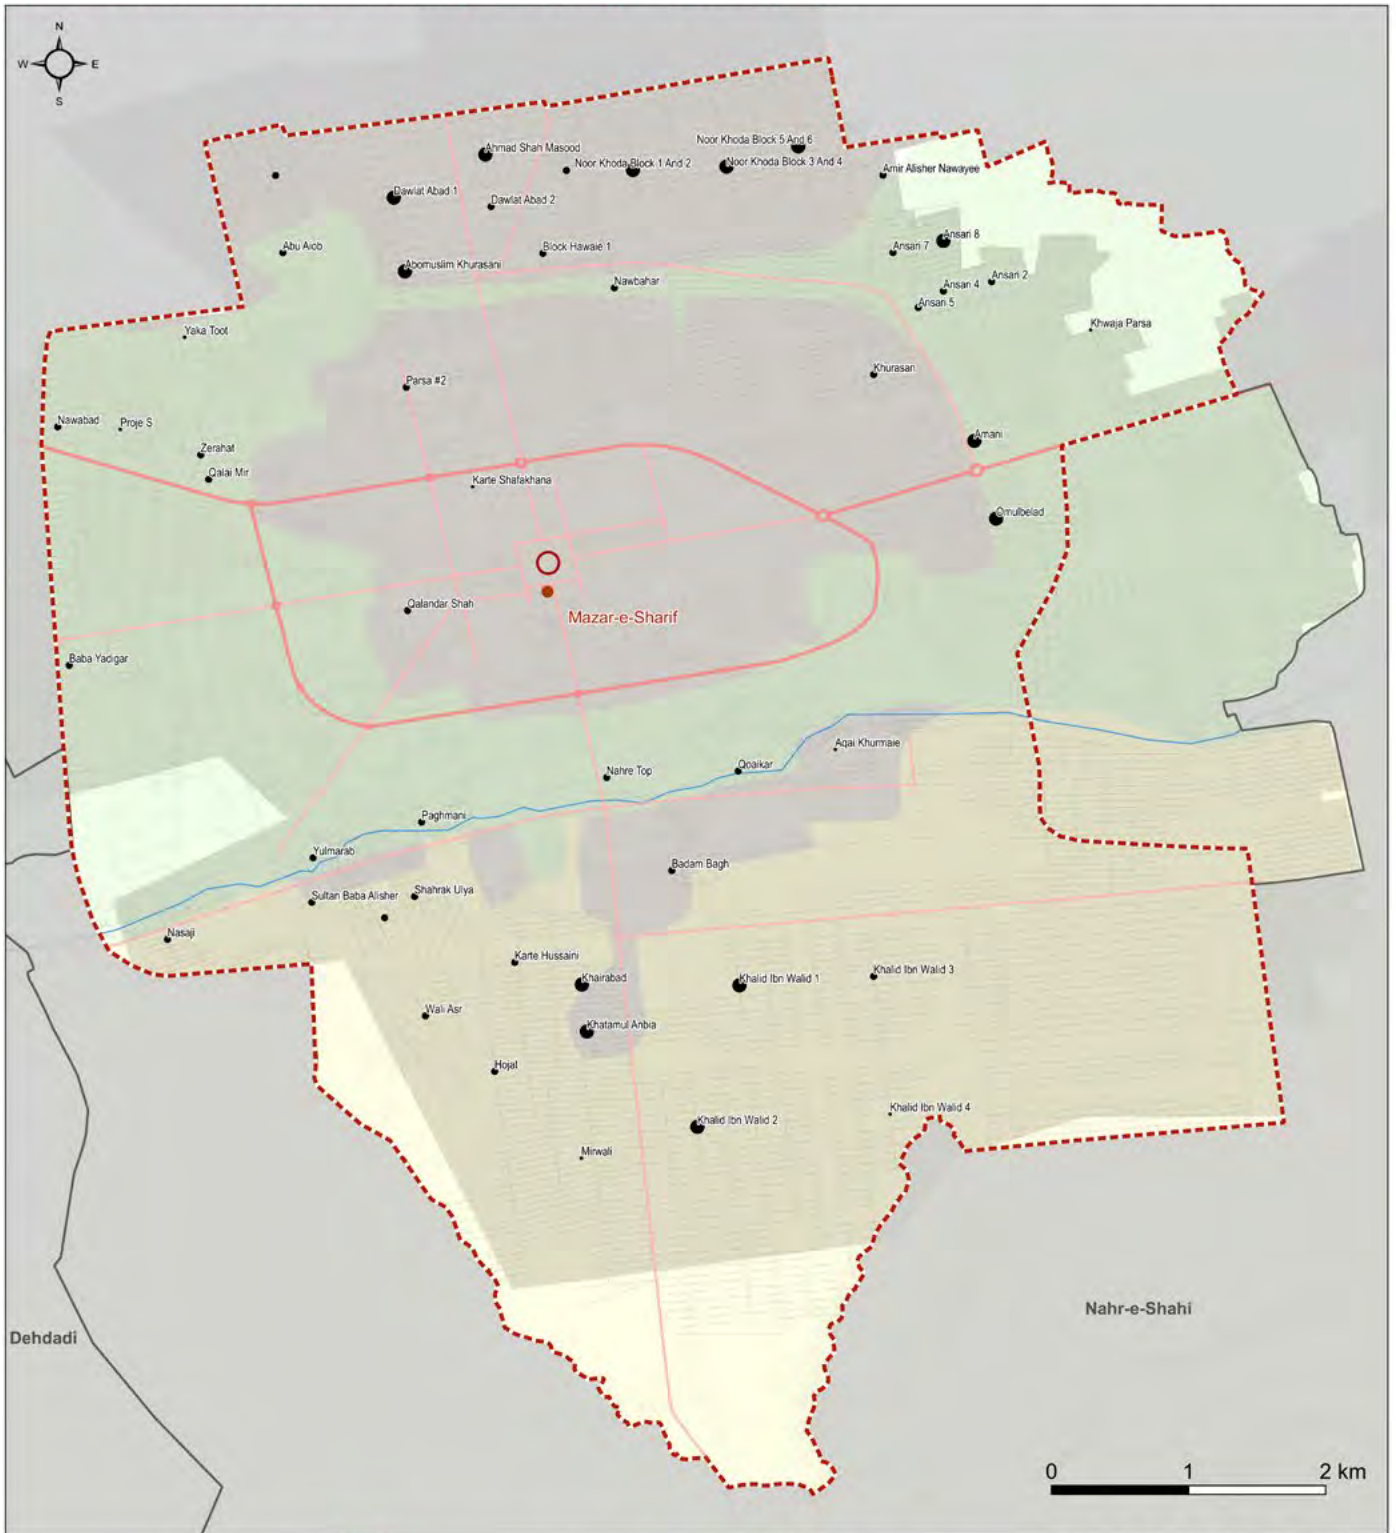 N
W
E
S
Noor Khoda Block 5 And 6
Ahmad Shah Masood
Noor Khoda Block 1 And 2
Noor Khoda Block 3 And 4
Amir Alisher Nawayee
Dawlat Abad 1
Dawlat Abad 2
Ansari 8
Abu Aiob
Block Hawaie 1
Ansari 7
Abomuslim Khurasani
Nawbahar
Ansari 4
Ansari 2
Ansari 5
Yaka Toot
Khwaja Parsa
Parsa #2
Khurasan
Nawabad
Proje S
Amani
Zerahat
Qalai Mir
Karte Shafakhana
Omulbelad
Qalandar Shah
Mazar-e-Sharif
Baba Yadigar
Aqai Khurmaie
Nahre Top
Qoaikar
Paghmani
Yulmarab
Badam Bagh
Sultan Baba Alisher
Shahrak Ulya
Nasaji
Karte Hussaini
Khairabad
Khalid Ibn Walid 1
Khalid Ibn Walid 3
Wali Asr
Khatamul Anbia
Hojat
Khalid Ibn Walid 2
Khalid Ibn Walid 4
Mirwali
Nahr-e-Shahi
Dehdadi
0 1 2 km